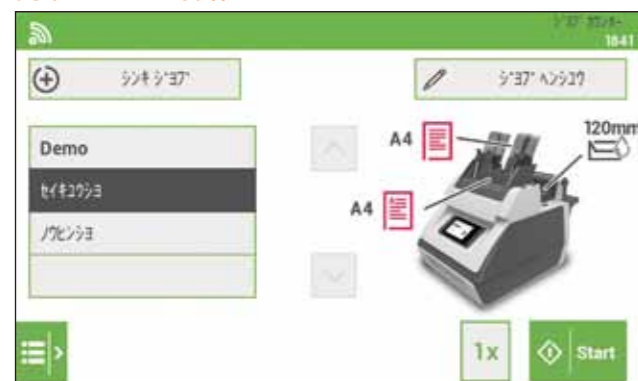 ｼﾞｮﾌﾞ ｶｳﾝﾀｰ
1841
ｼﾝｷ ｼﾞｮﾌﾞ
ｼﾞｮﾌﾞ ﾍﾝｼｭｳ
Demo
ｾｲｷｭｳｼｮ
ﾉｳﾋﾝｼｮ
A4
A4
120mm
1x
Start